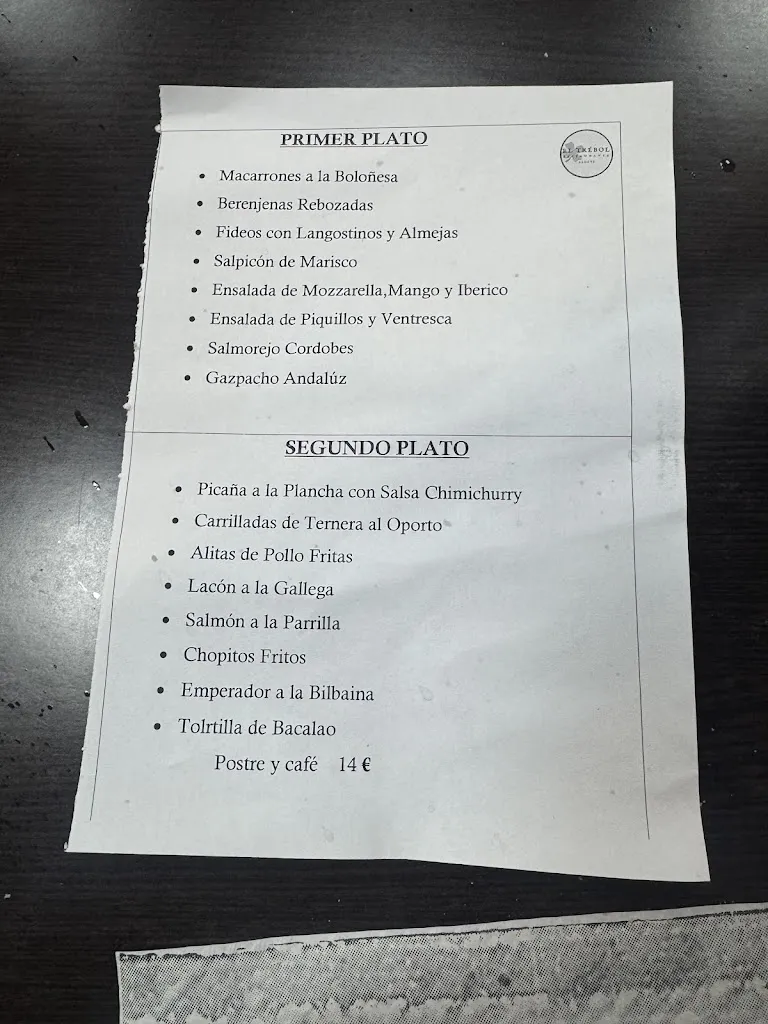 PRIMER PLATO
EL TRÉBOL
• Macarrones a la Boloñesa
• Berenjenas Rebozadas
• Fideos con Langostinos y Almejas
• Salpicón de Marisco
• Ensalada de Mozzarella,Mango y Iberico
• Ensalada de Piquillos y Ventresca
• Salmorejo Cordobes
• Gazpacho Andalúz
SEGUNDO PLATO
• Picaña a la Plancha con Salsa Chimichurry
• Carrilladas de Ternera al Oporto
• Alitas de Pollo Fritas
• Lacón a la Gallega
• Salmón a la Parrilla
• Chopitos Fritos
• Emperador a la Bilbaina
• Tolrtilla de Bacalao
Postre y café 14 €